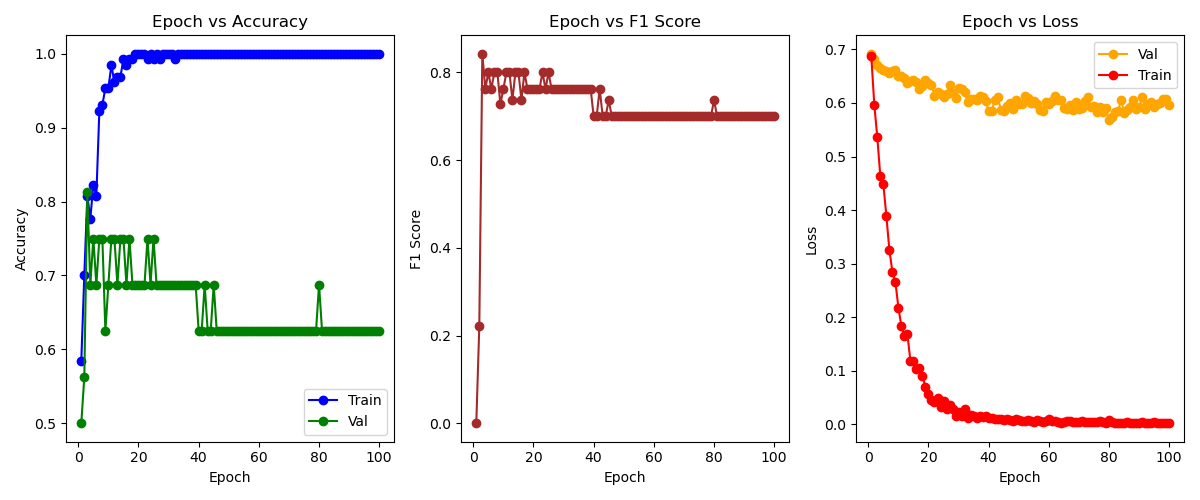 Epoch vs Accuracy
1.0
0.9
0.8
0.7
0.6
0.5
Accuracy
0 20 40 60 80 100
Epoch
Train
Val
Epoch vs F1 Score
0.8
0.6
0.4
0.2
0.0
F1 Score
0 20 40 60 80 100
Epoch
Epoch vs Loss
0.7
0.6
0.5
0.4
0.3
0.2
0.1
0.0
Loss
0 20 40 60 80 100
Epoch
Val
Train